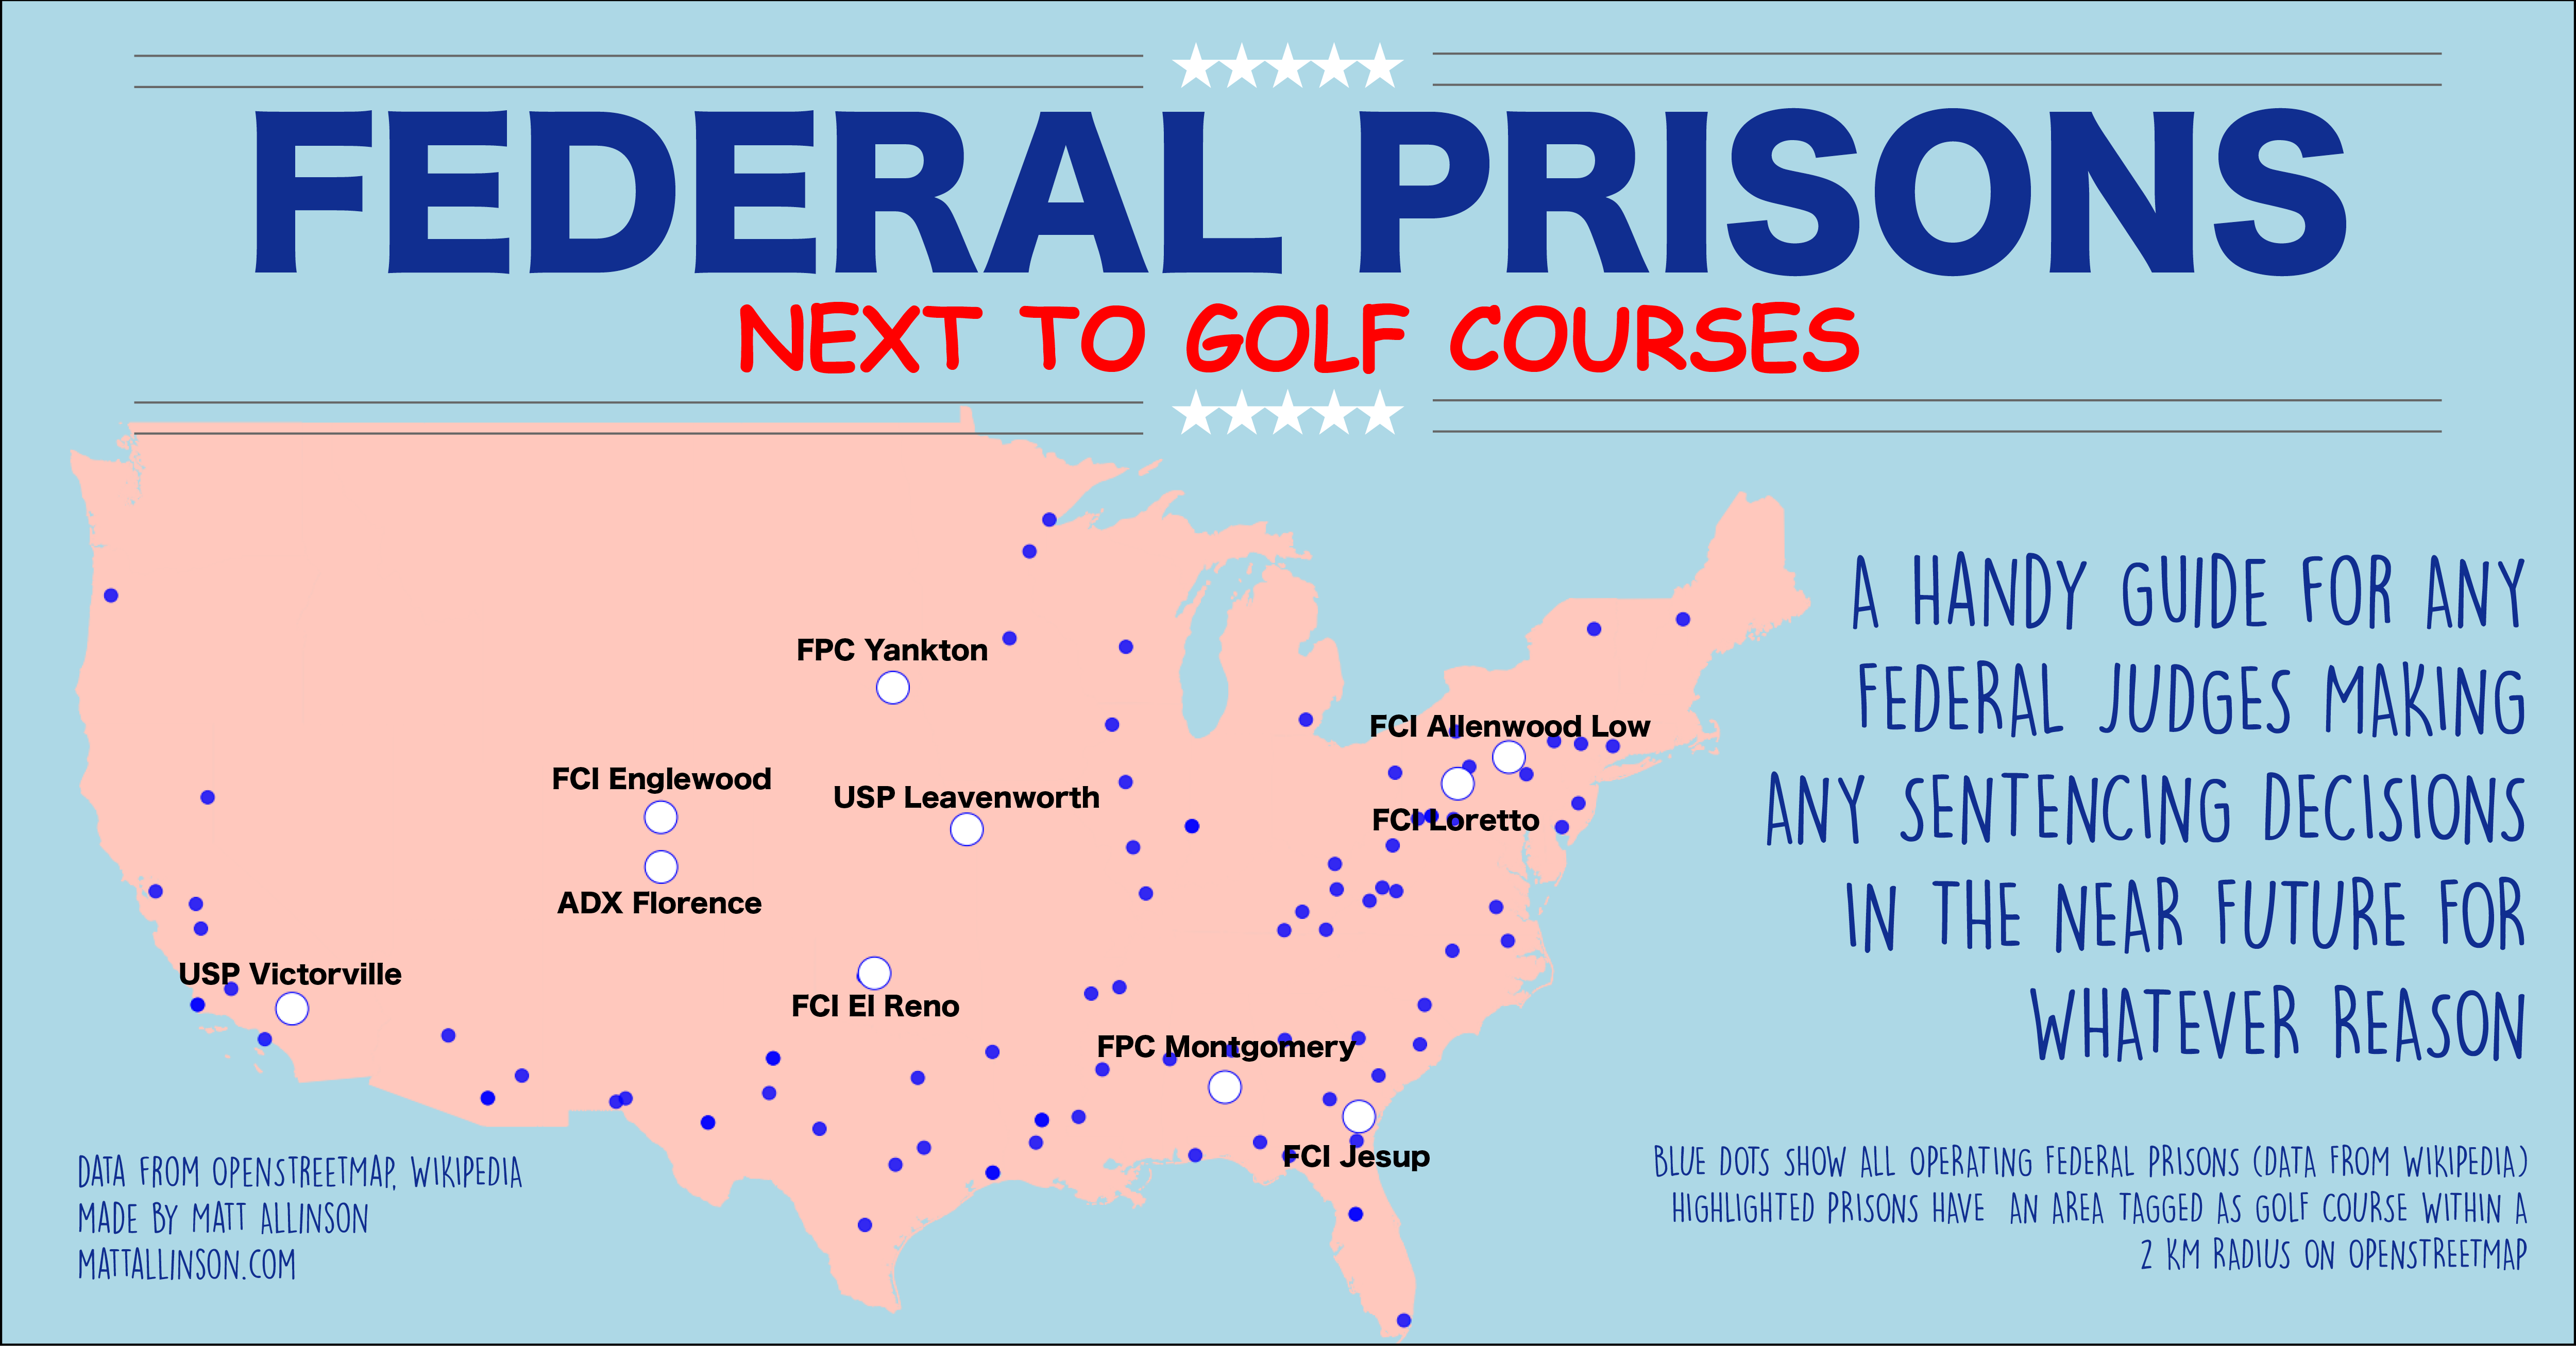 FEDERAL PRISONS
NEXT TO GOLF COURSES
A HANDY GUIDE FOR ANY
FEDERAL JUDGES MAKING
ANY SENTENCING DECISIONS
IN THE NEAR FUTURE FOR
WHATEVER REASON
FPC Yankton
FCI Allenwood Low
FCI Englewood
USP Leavenworth
FCI Loretto
ADX Florence
USP Victorville
FCI El Reno
FPC Montgomery
FCI Jesup
DATA FROM OPENSTREETMAP, WIKIPEDIA
MADE BY MATT ALLINSON
MATTALLINSON.COM
BLUE DOTS SHOW ALL OPERATING FEDERAL PRISONS (DATA FROM WIKIPEDIA)
HIGHLIGHTED PRISONS HAVE AN AREA TAGGED AS GOLF COURSE WITHIN A
2 KM RADIUS ON OPENSTREETMAP